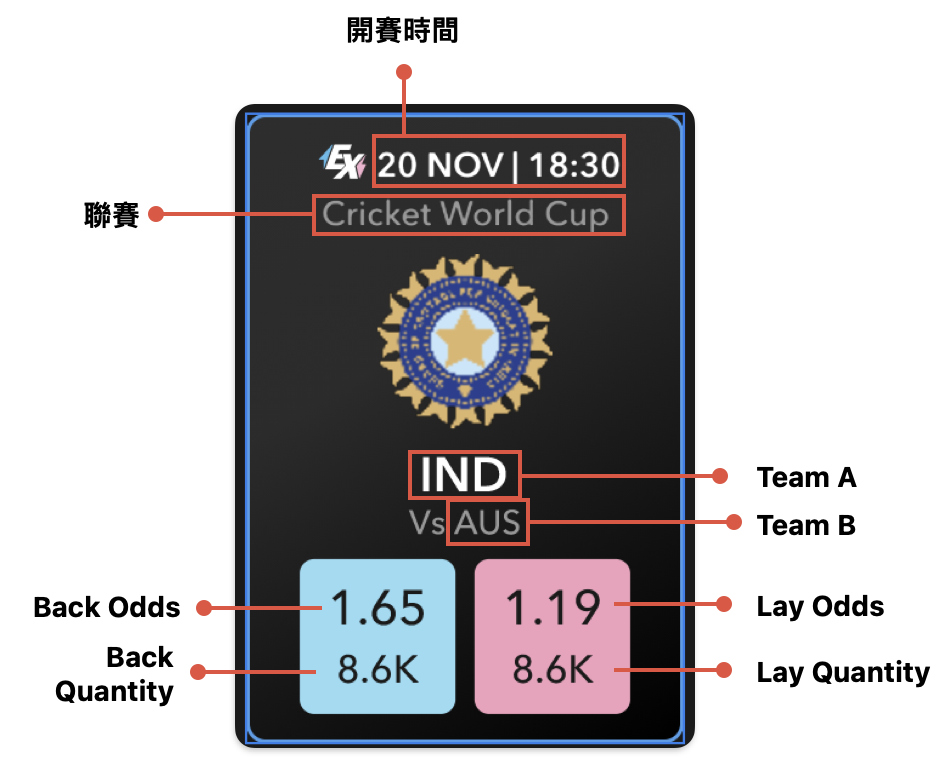 開賽時間
EX 20 NOV | 18:30
聯賽
Cricket World Cup
IND
Team A
Vs AUS
Team B
Back Odds
1.65
1.19
Lay Odds
Back
Quantity
8.6K
8.6K
Lay Quantity